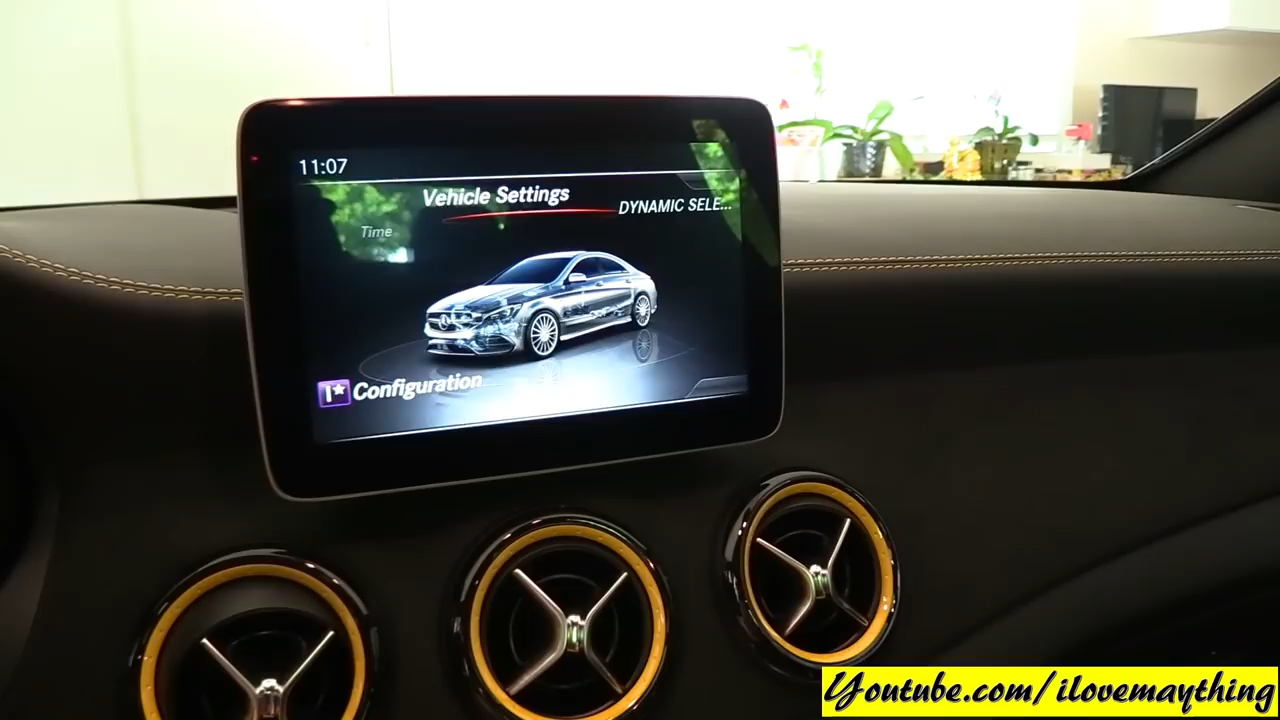 11:07
Vehicle Settings
DYNAMIC SELE...
Time
Configuration
Youtube.com/ilovemaything